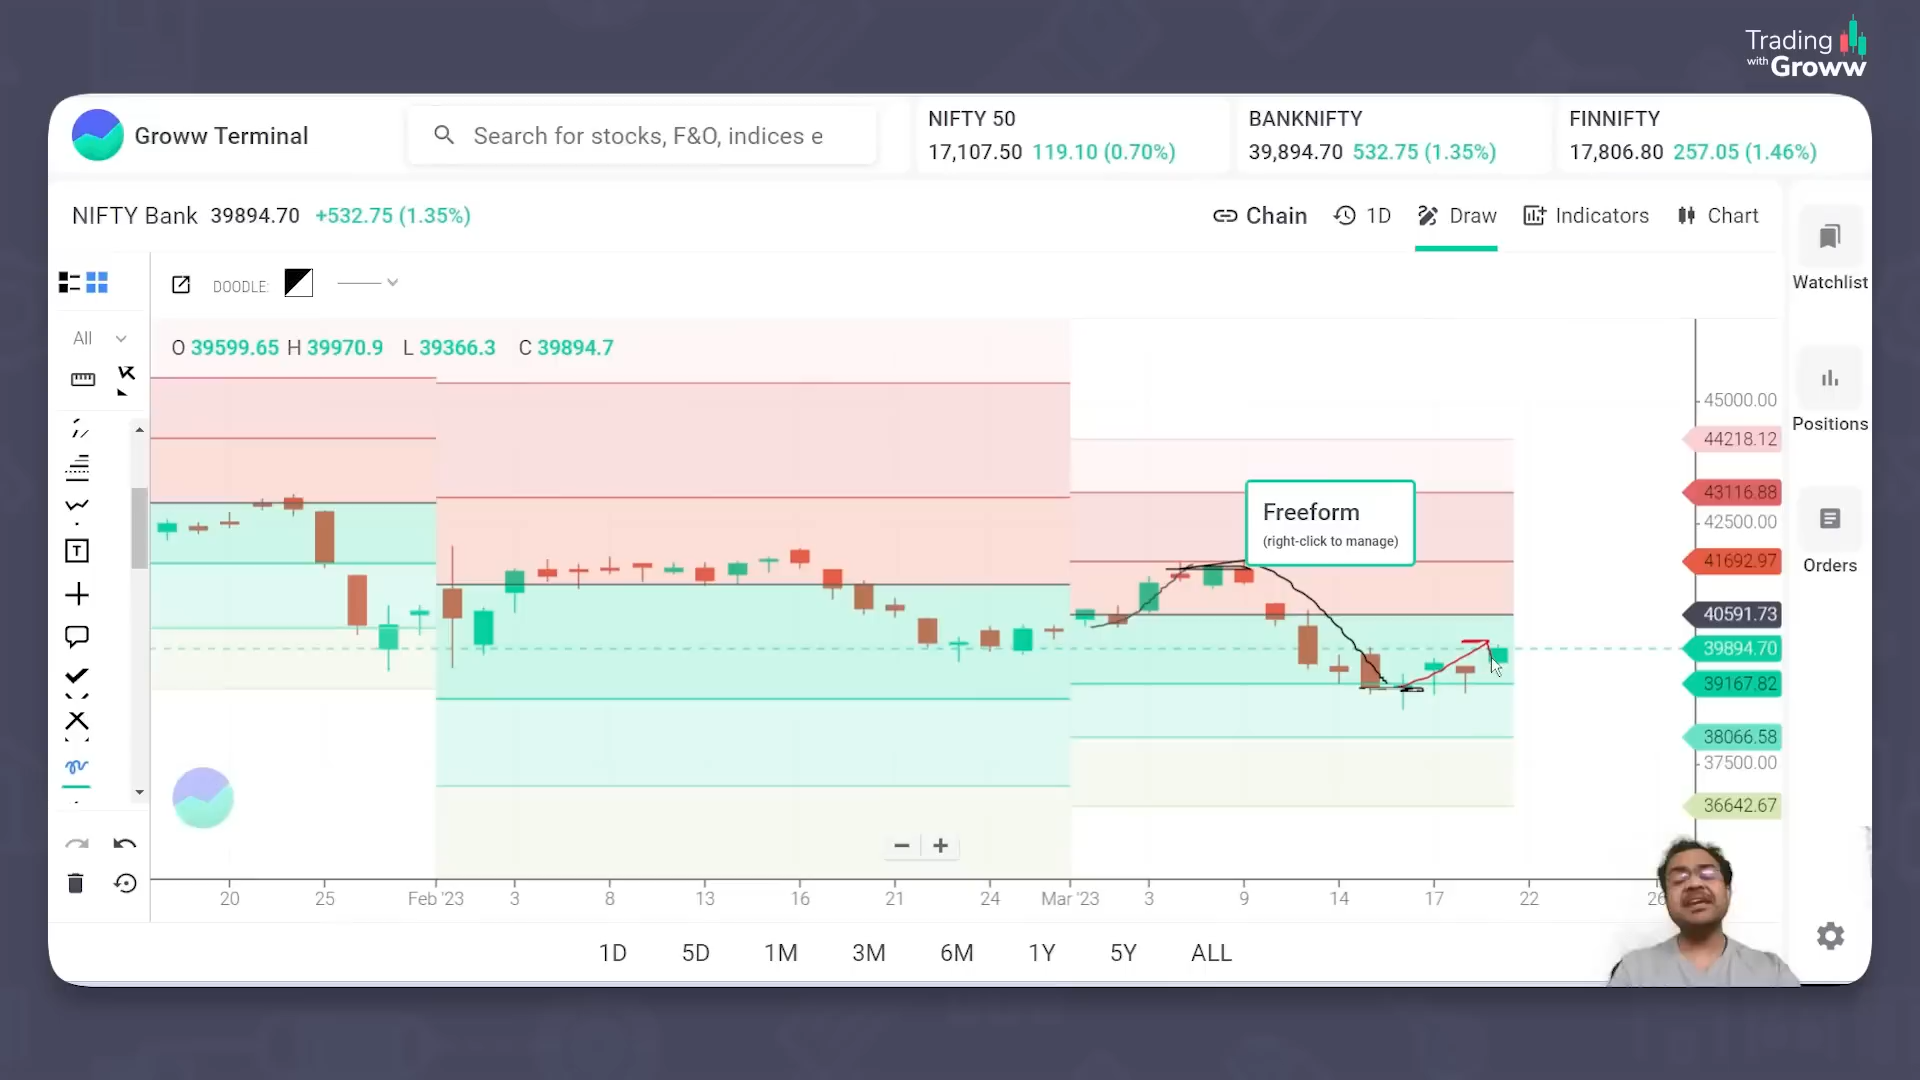 Trading
with Groww
Groww Terminal
Search for stocks, F&O, indices e
NIFTY 50
17,107.50 119.10 (0.70%)
BANKNIFTY
39,894.70 532.75 (1.35%)
FINNIFTY
17,806.80 257.05 (1.46%)
NIFTY Bank 39894.70 +532.75 (1.35%)
Chain 1D Draw Indicators Chart
Watchlist
Positions
Orders
DOODLE:
All
T
O 39599.65 H 39970.9 L 39366.3 C 39894.7
Freeform
(right-click to manage)
45000.00
44218.12
43116.88
42500.00
41692.97
40591.73
39894.70
39167.82
38066.58
37500.00
36642.67
20 25 Feb '23 3 8 13 16 21 24 Mar '23 3 9 14 17 22 26
1D 5D 1M 3M 6M 1Y 5Y ALL